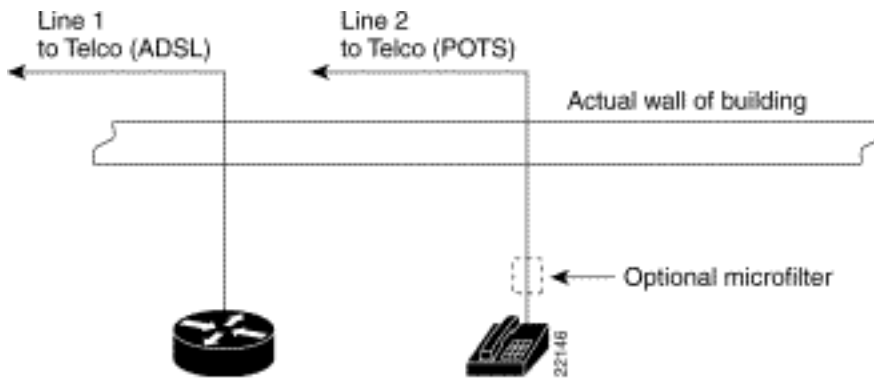 Line 1
to Telco (ADSL)
Line 2
to Telco (POTS)
Actual wall of building
Optional microfilter
22146